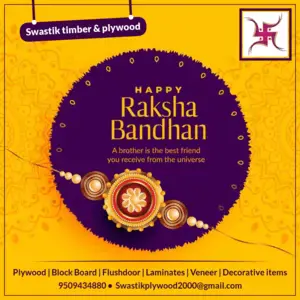 Swastik timber & plywood
HAPPY
Raksha
Bandhan
A brother is the best friend
you receive from the universe
Plywood | Block Board | Flushdoor | Laminates | Veneer | Decorative items
9509434880 ● Swastikplywood2000@gmail.com